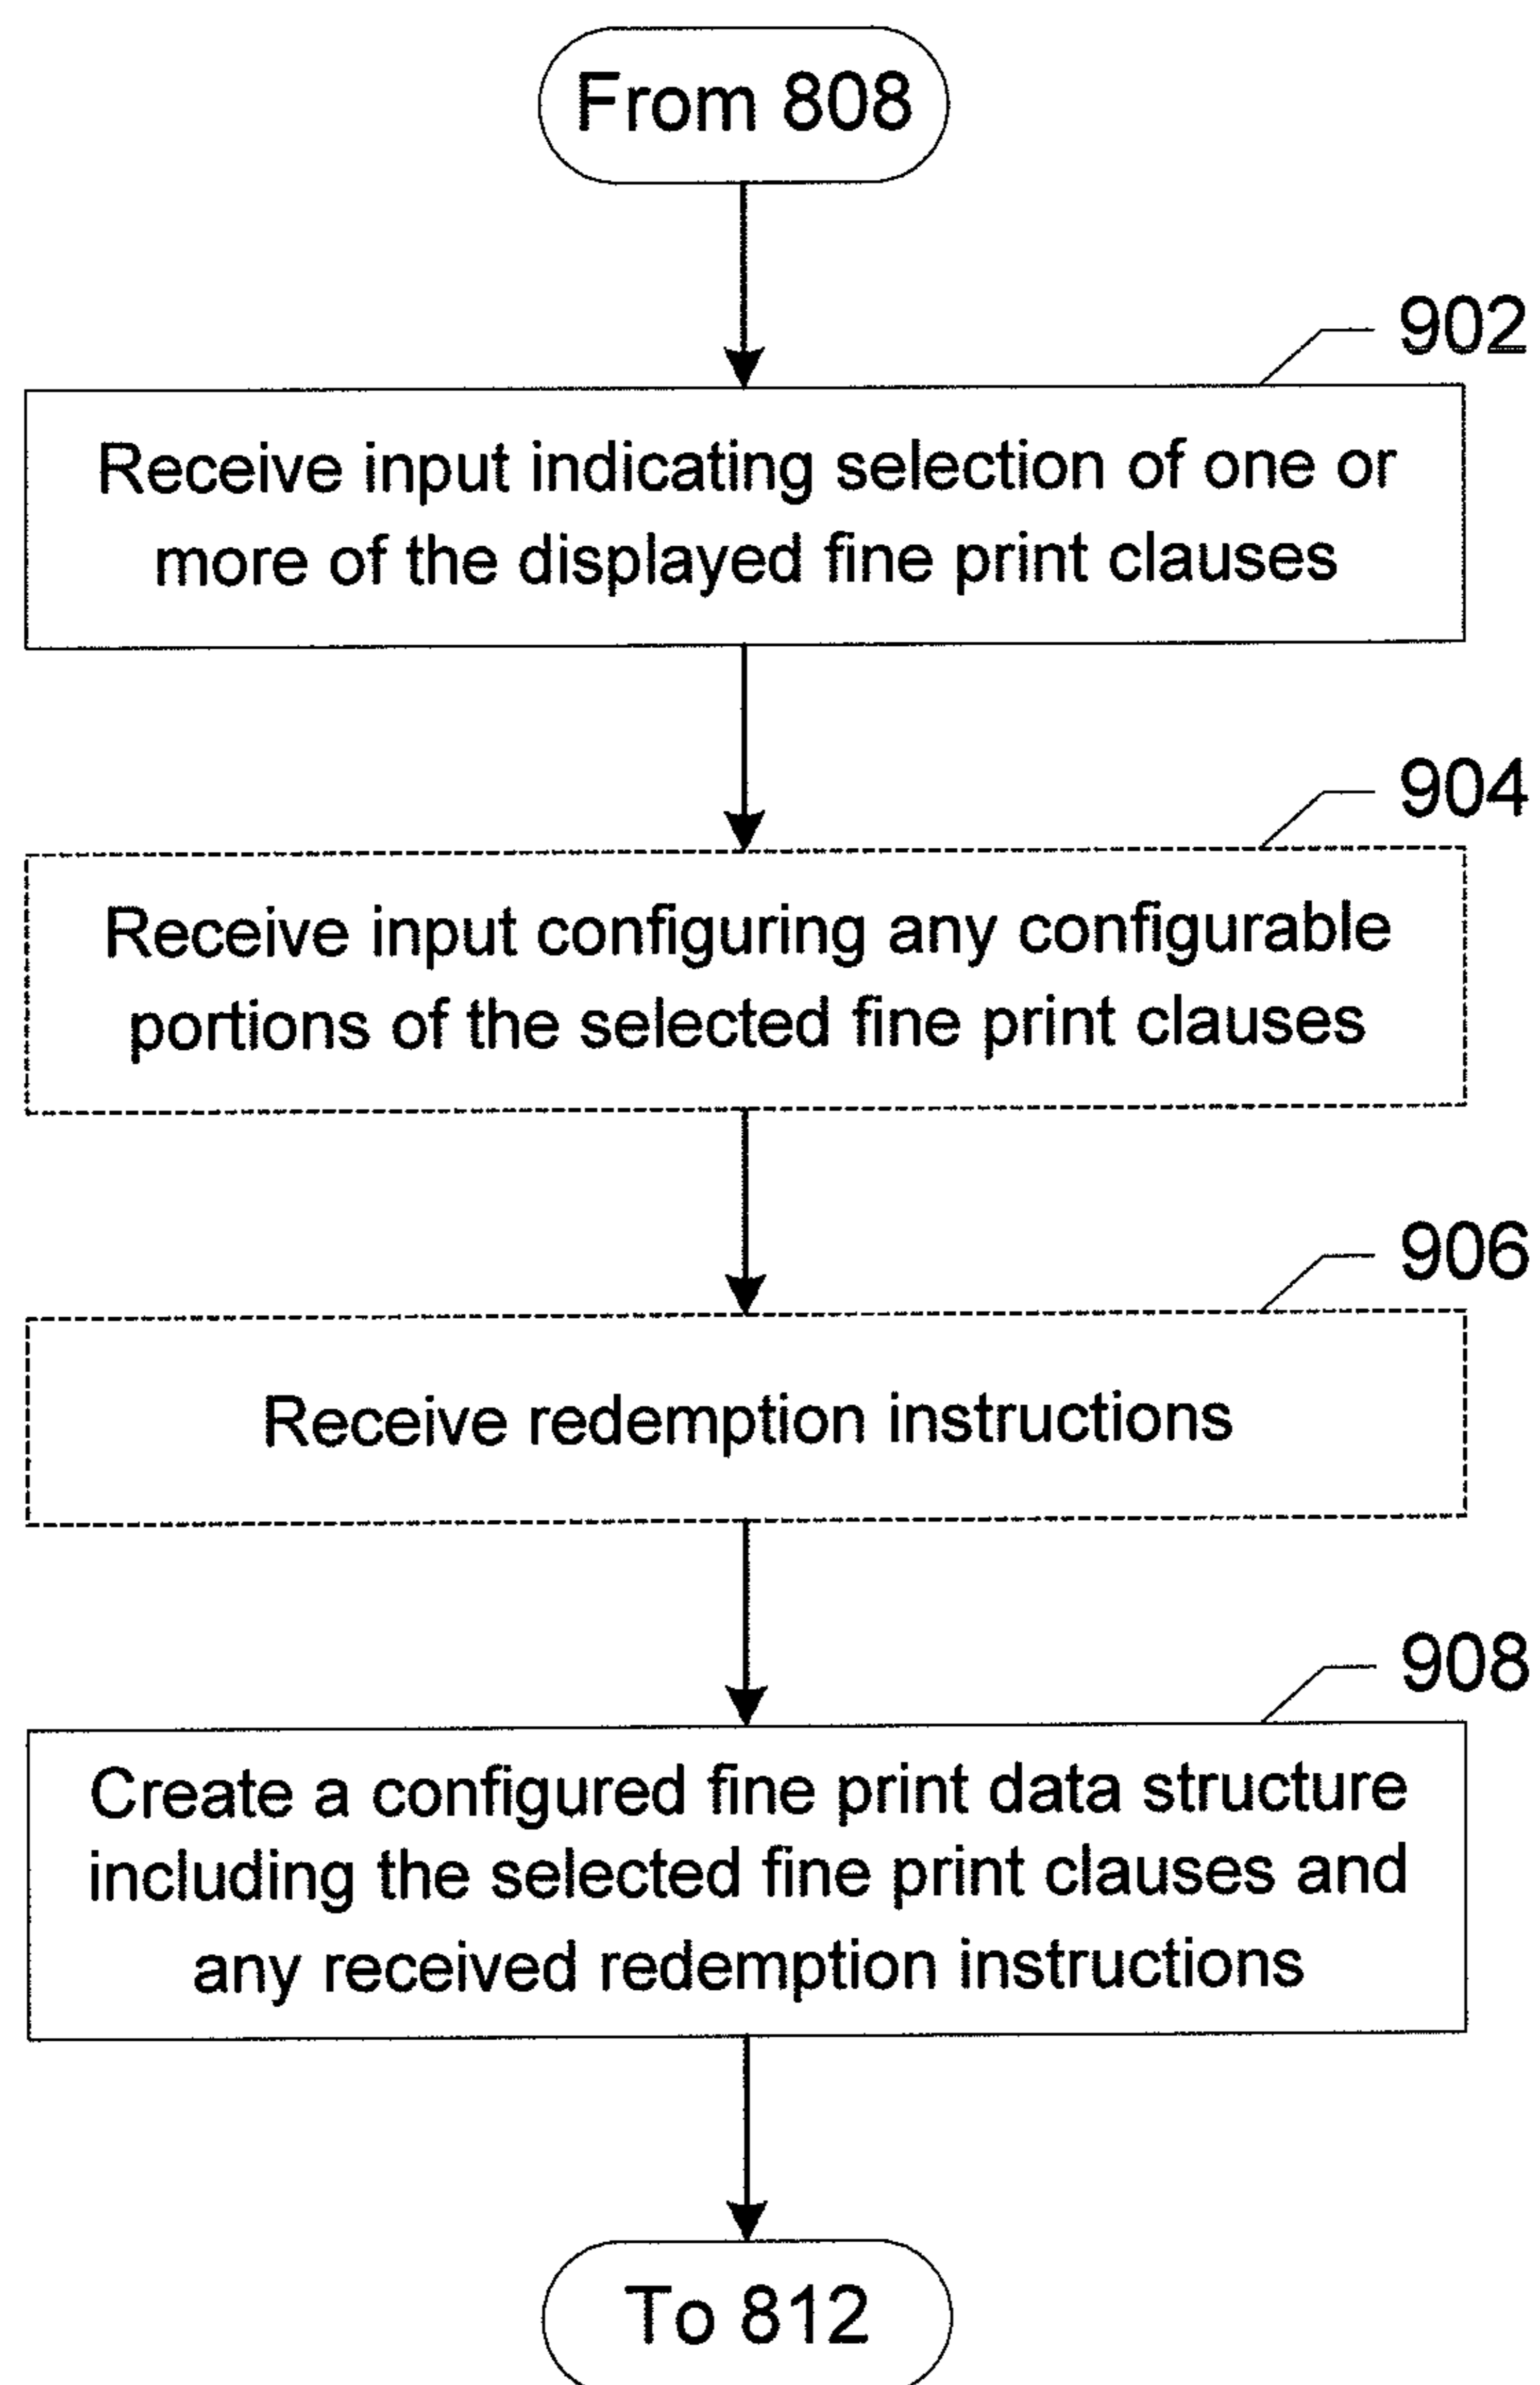 From 808
902
Receive input indicating selection of one or
more of the displayed fine print clauses
904
Receive input configuring any configurable
portions of the selected fine print clauses
906
Receive redemption instructions
908
Create a configured fine print data structure
including the selected fine print clauses and
any received redemption instructions
To 812